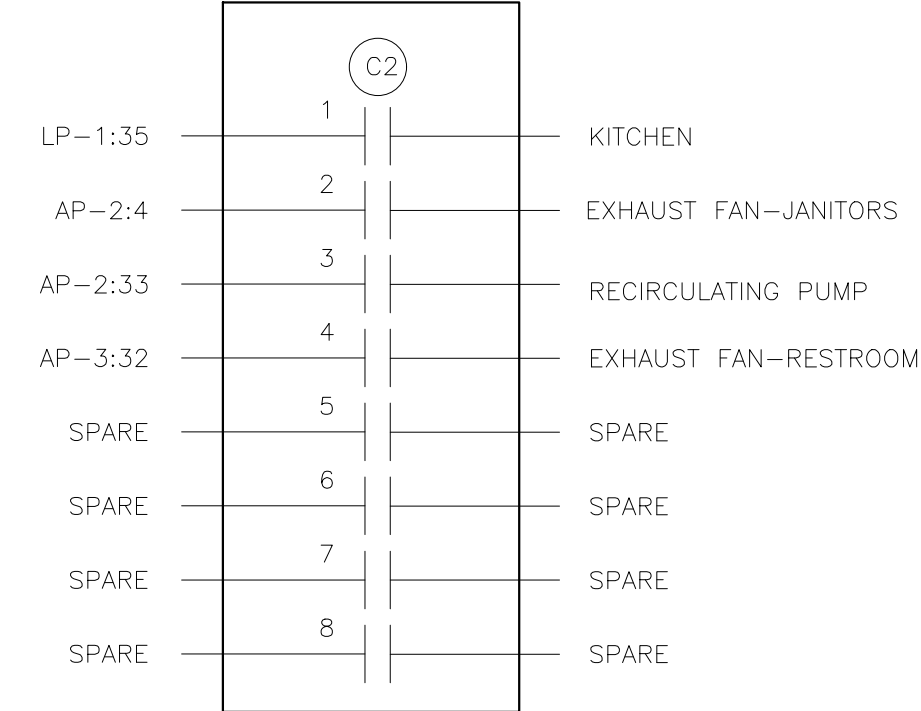 C2
LP-1:35 1 KITCHEN
AP-2:4 2 EXHAUST FAN-JANITORS
AP-2:33 3 RECIRCULATING PUMP
AP-3:32 4 EXHAUST FAN-RESTROOM
SPARE 5 SPARE
SPARE 6 SPARE
SPARE 7 SPARE
SPARE 8 SPARE